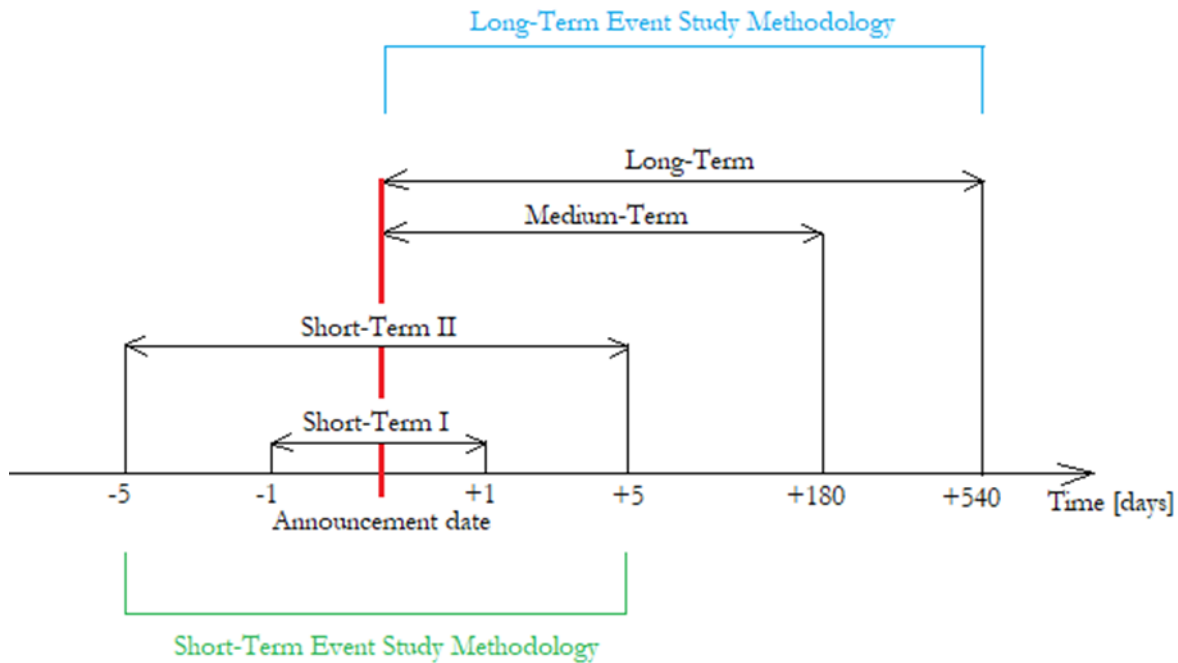 Long-Term Event Study Methodology
Long-Term
Medium-Term
Short-Term II
Short-Term I
-5 -1 +1 +5 +180 +540 Time [days]
Announcement date
Short-Term Event Study Methodology